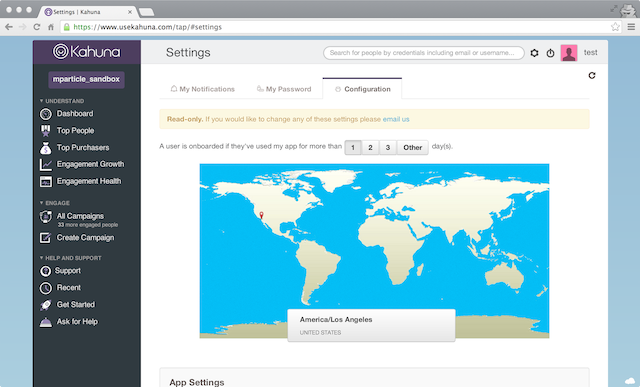 Settings | Kahuna
https://www.usekahuna.com/tap/#settings
Kahuna
Settings
Search for people by credentials including email or username...
test
mparticle_sandbox
My Notifications
My Password
Configuration
UNDERSTAND
Dashboard
Top People
Top Purchasers
Engagement Growth
Engagement Health
Read-only. If you would like to change any of these settings please email us
A user is onboarded if they've used my app for more than 1 2 3 Other day(s).
ENGAGE
All Campaigns
33 more engaged people
Create Campaign
HELP AND SUPPORT
Support
Recent
Get Started
Ask for Help
America/Los Angeles
UNITED STATES
App Settings